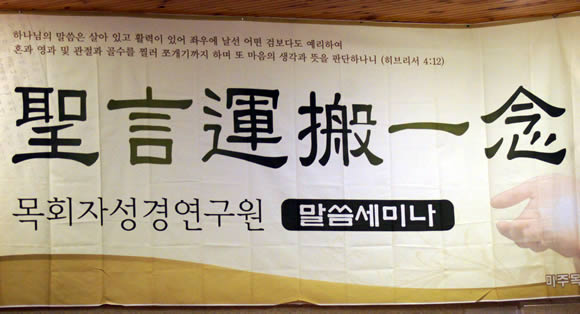 하나님의 말씀은 살아 있고 활력이 있어 좌우에 날선 어떤 검보다도 예리하여
혼과 영과 및 관절과 골수를 찔러 쪼개기까지 하며 또 마음의 생각과 뜻을 판단하나니 (히브리서 4:12)
聖言運搬一念
목회자성경연구원 말씀세미나
미주목